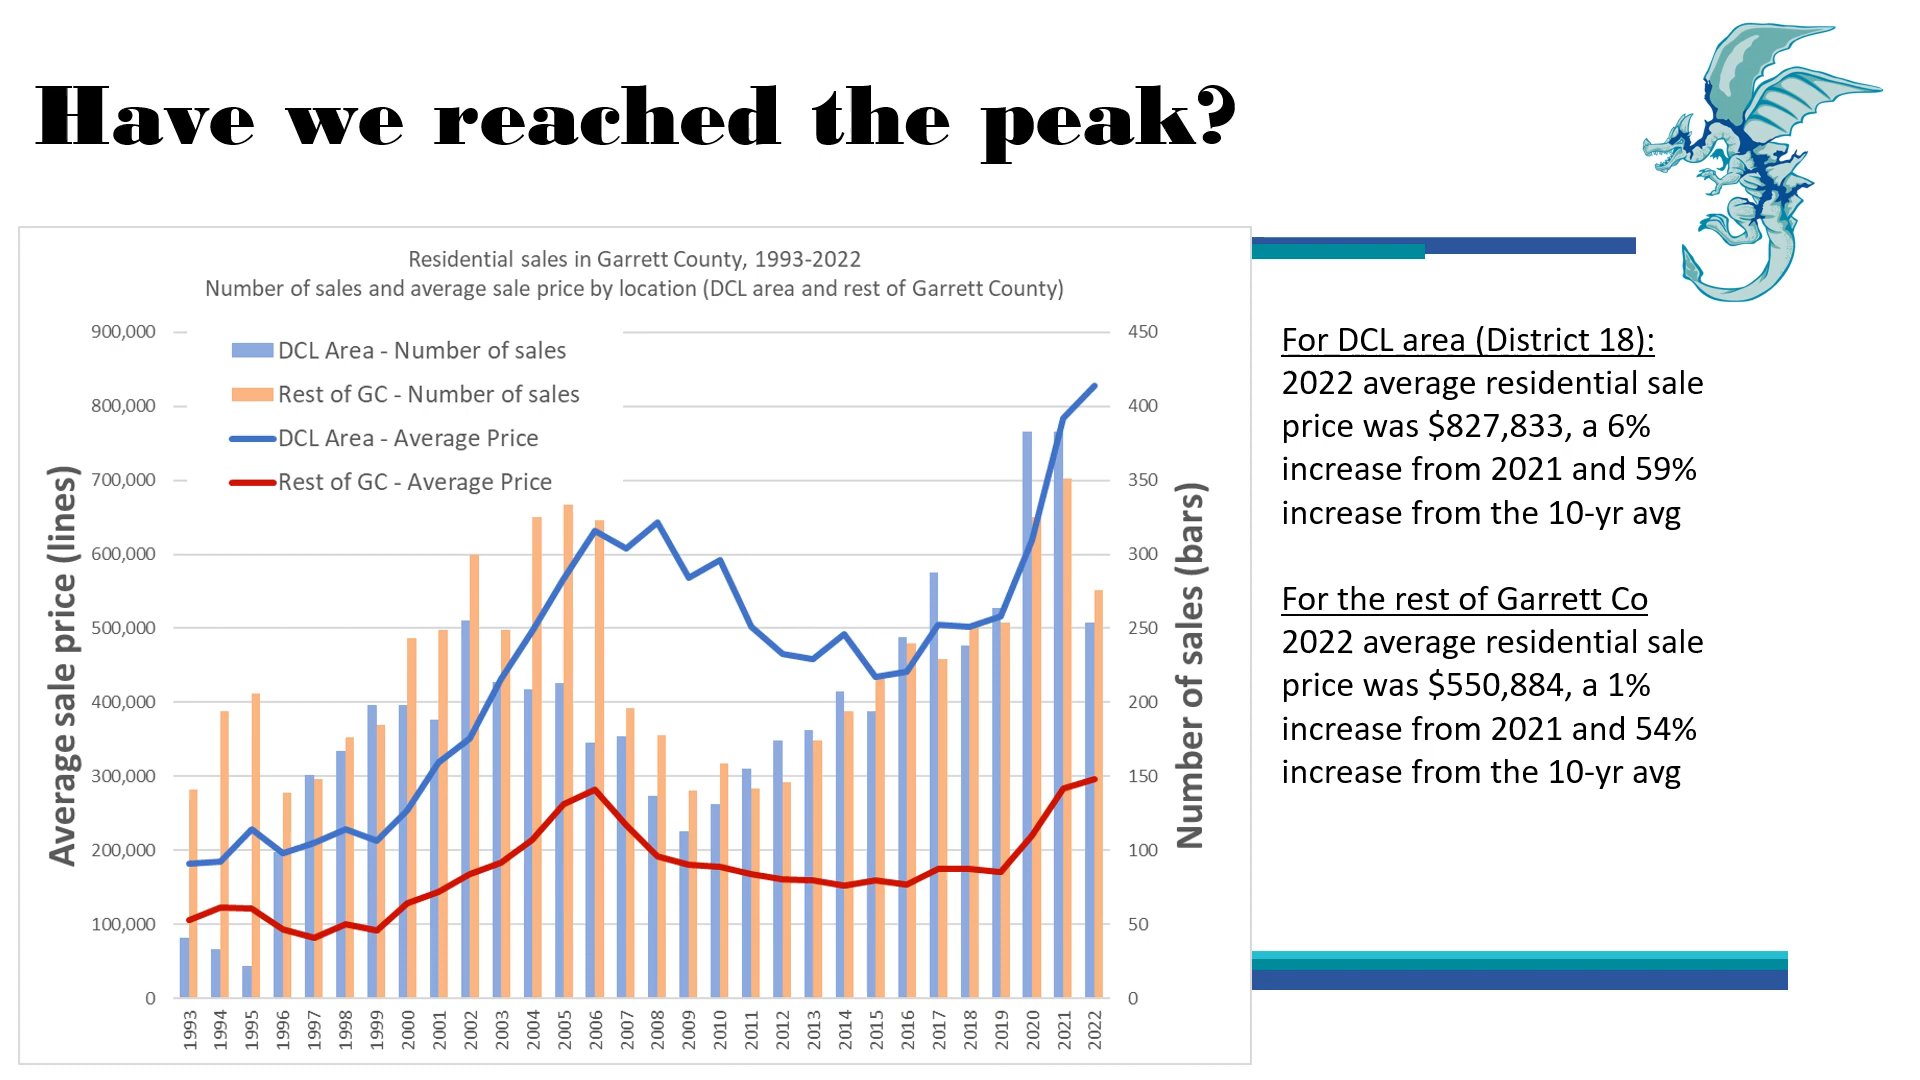 Have we reached the peak?
Residential sales in Garrett County, 1993-2022
Number of sales and average sale price by location (DCL area and rest of Garrett County)
DCL Area - Number of sales
Rest of GC - Number of sales
DCL Area - Average Price
Rest of GC - Average Price
Average sale price (lines)
900,000
800,000
700,000
600,000
500,000
400,000
300,000
200,000
100,000
0
450
400
350
300
250
200
150
100
50
0
Number of sales (bars)
1993
1994
1995
1996
1997
1998
1999
2000
2001
2002
2003
2004
2005
2006
2007
2008
2009
2010
2011
2012
2013
2014
2015
2016
2017
2018
2019
2020
2021
2022
For DCL area (District 18):
2022 average residential sale
price was $827,833, a 6%
increase from 2021 and 59%
increase from the 10-yr avg
For the rest of Garrett Co
2022 average residential sale
price was $550,884, a 1%
increase from 2021 and 54%
increase from the 10-yr avg